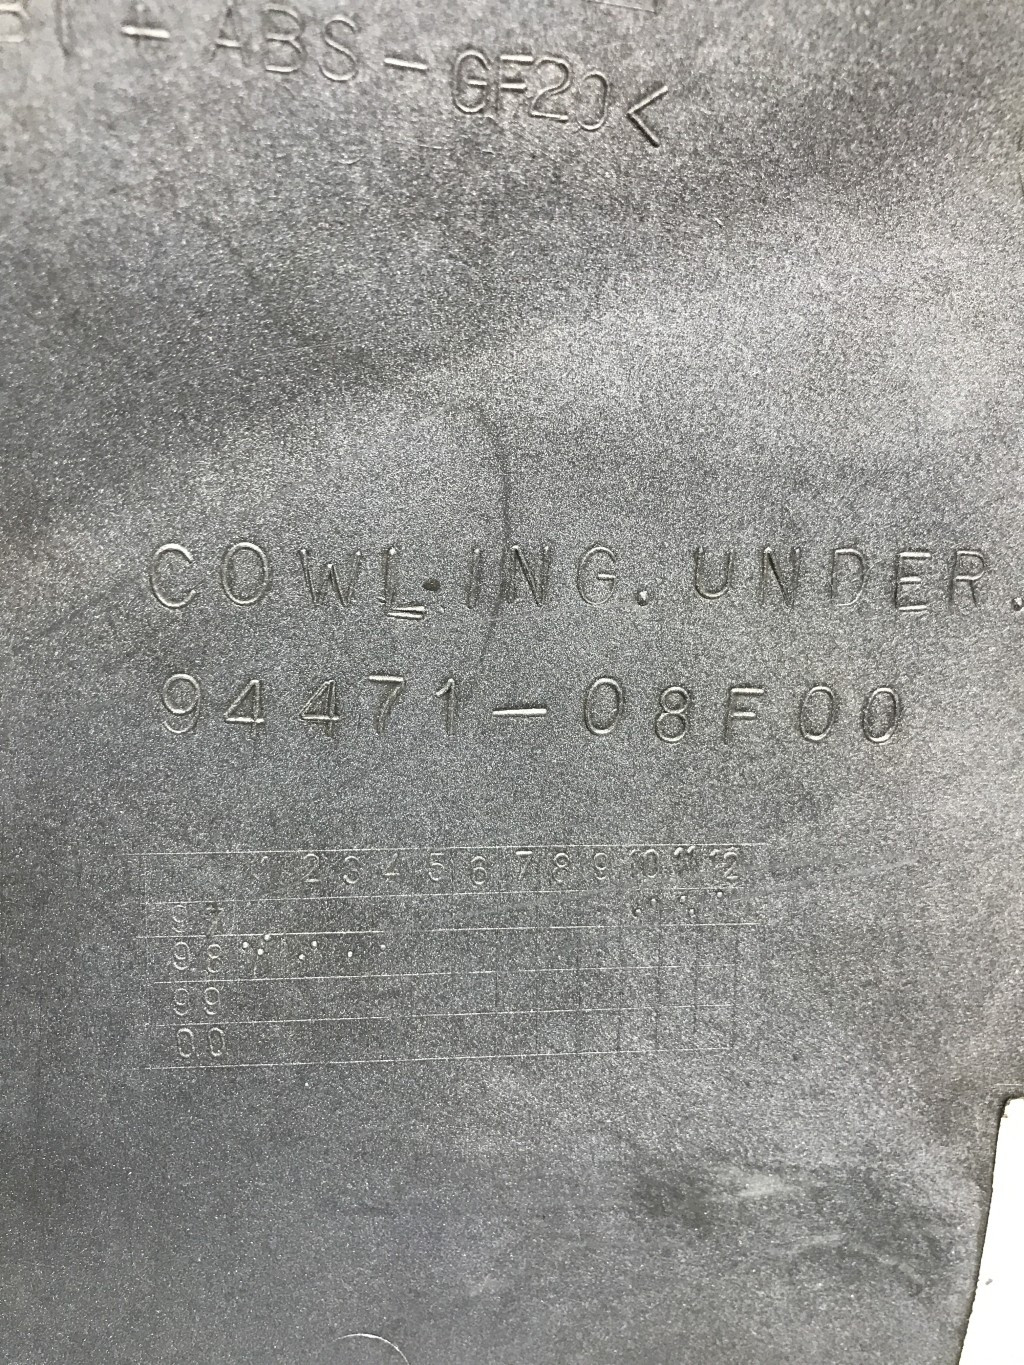 - ABS - GF20<
COWLING. UNDER.
94471-08F00
1 2 3 4 5 6 7 8 9 10 11 12
97
98
99
00